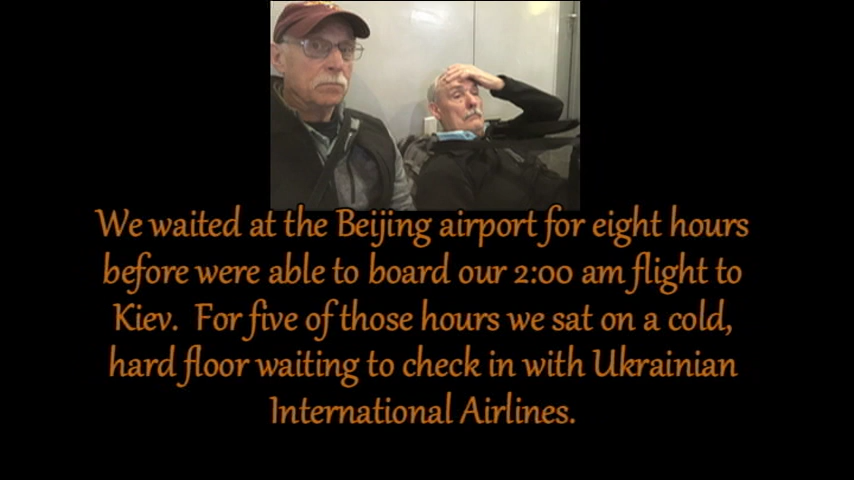 We waited at the Beijing airport for eight hours
before were able to board our 2:00 am flight to
Kiev.  For five of those hours we sat on a cold,
hard floor waiting to check in with Ukrainian
International Airlines.